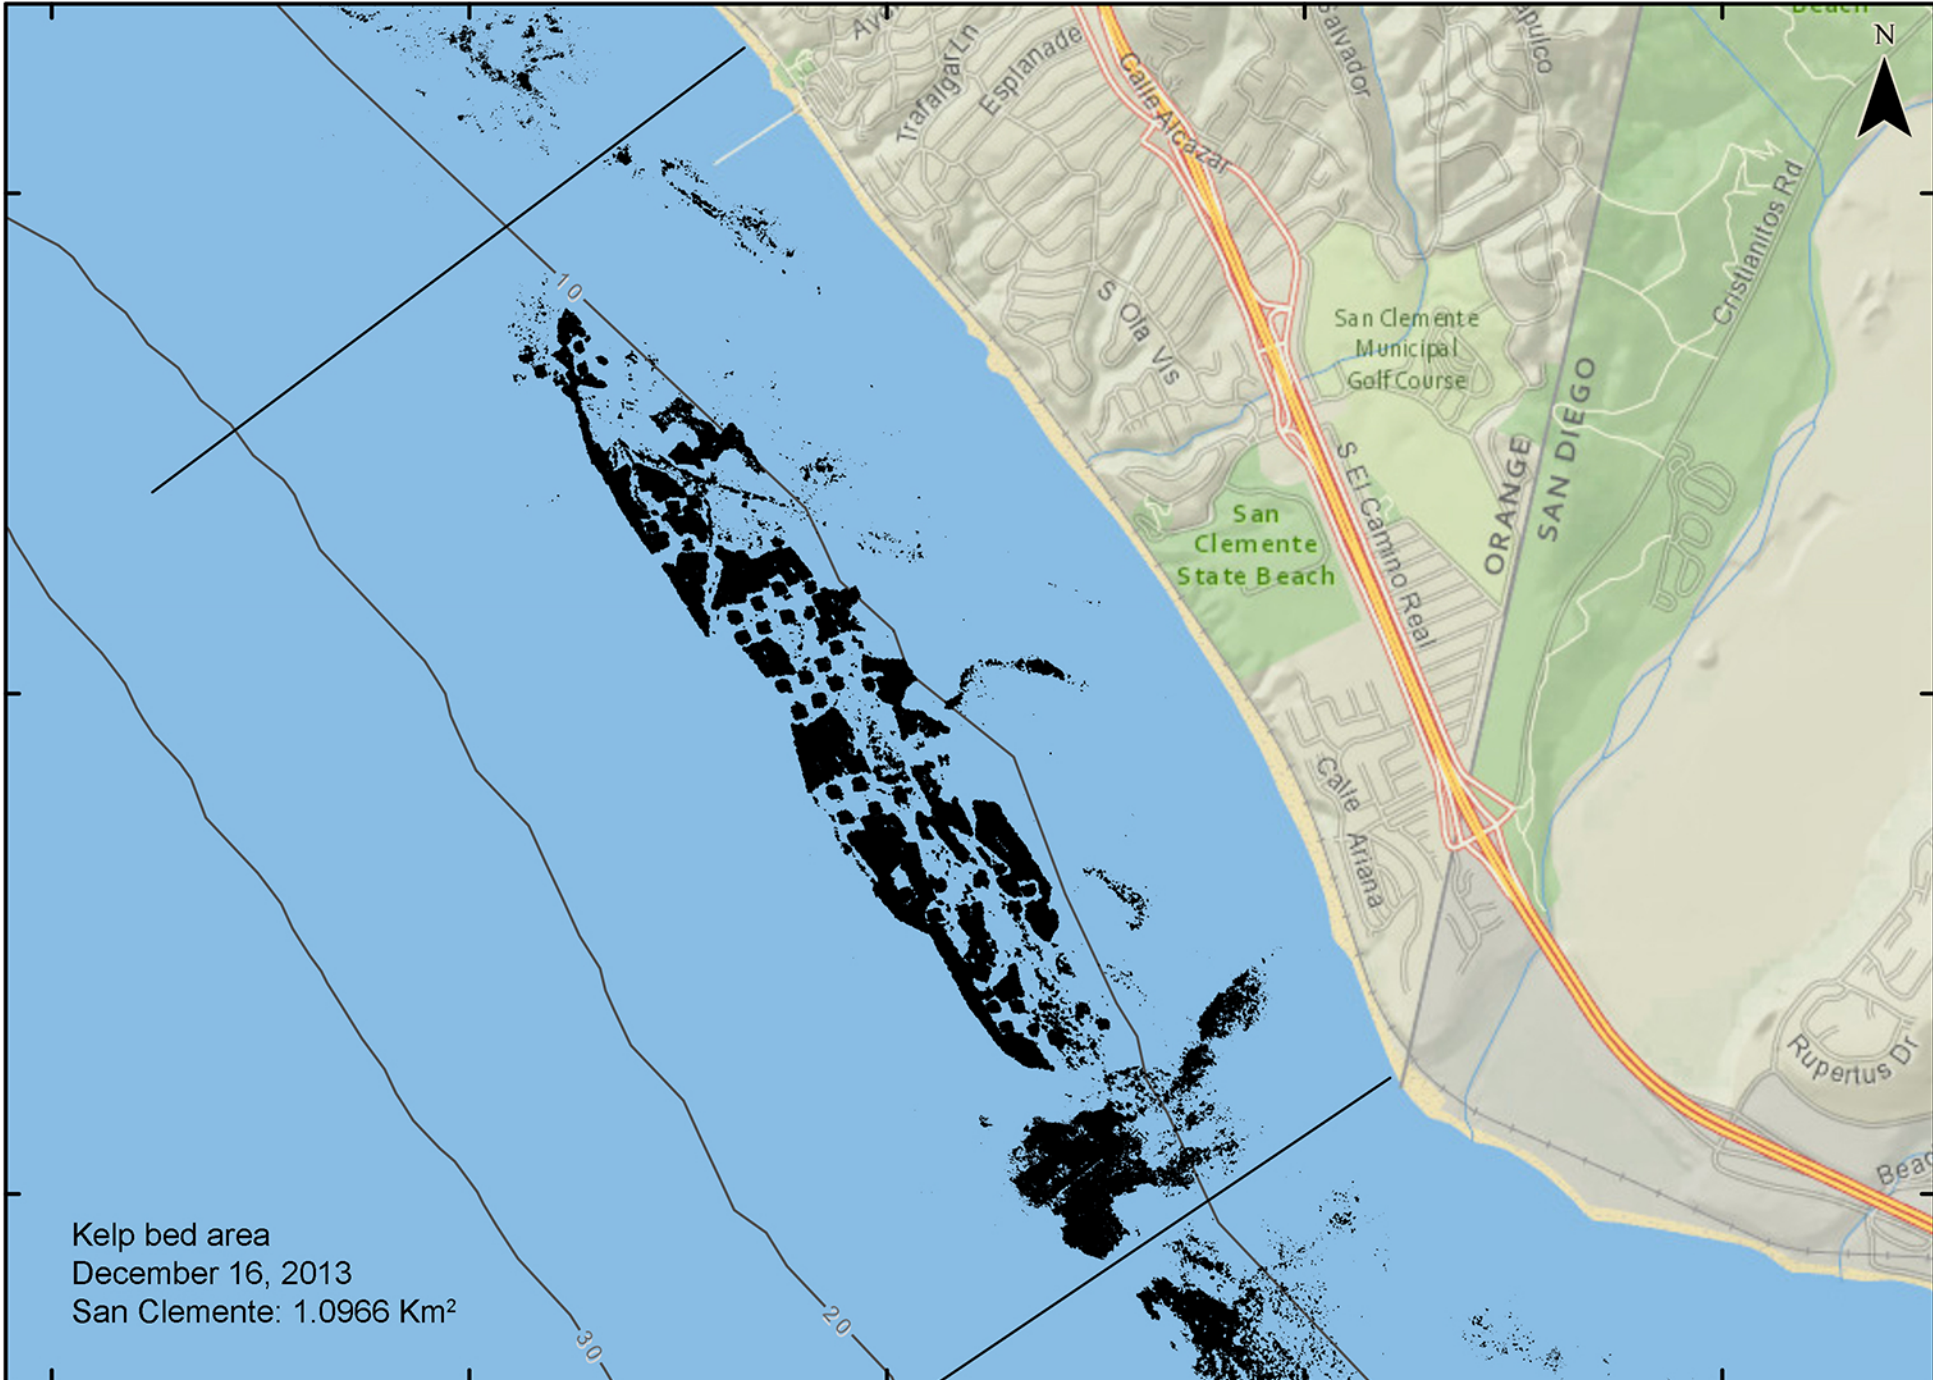 Beach
N
Trafalgar Ln
Esplanade
Calle Alcazar
Salvador
Cristianitos Rd
10
S Ola Vis
San Clemente
Municipal
Golf Course
ORANGE
SAN DIEGO
S El Camino Real
San
Clemente
State Beach
Calle Ariana
Rupertus Dr
Kelp bed area
December 16, 2013
San Clemente: 1.0966 Km²
20
30